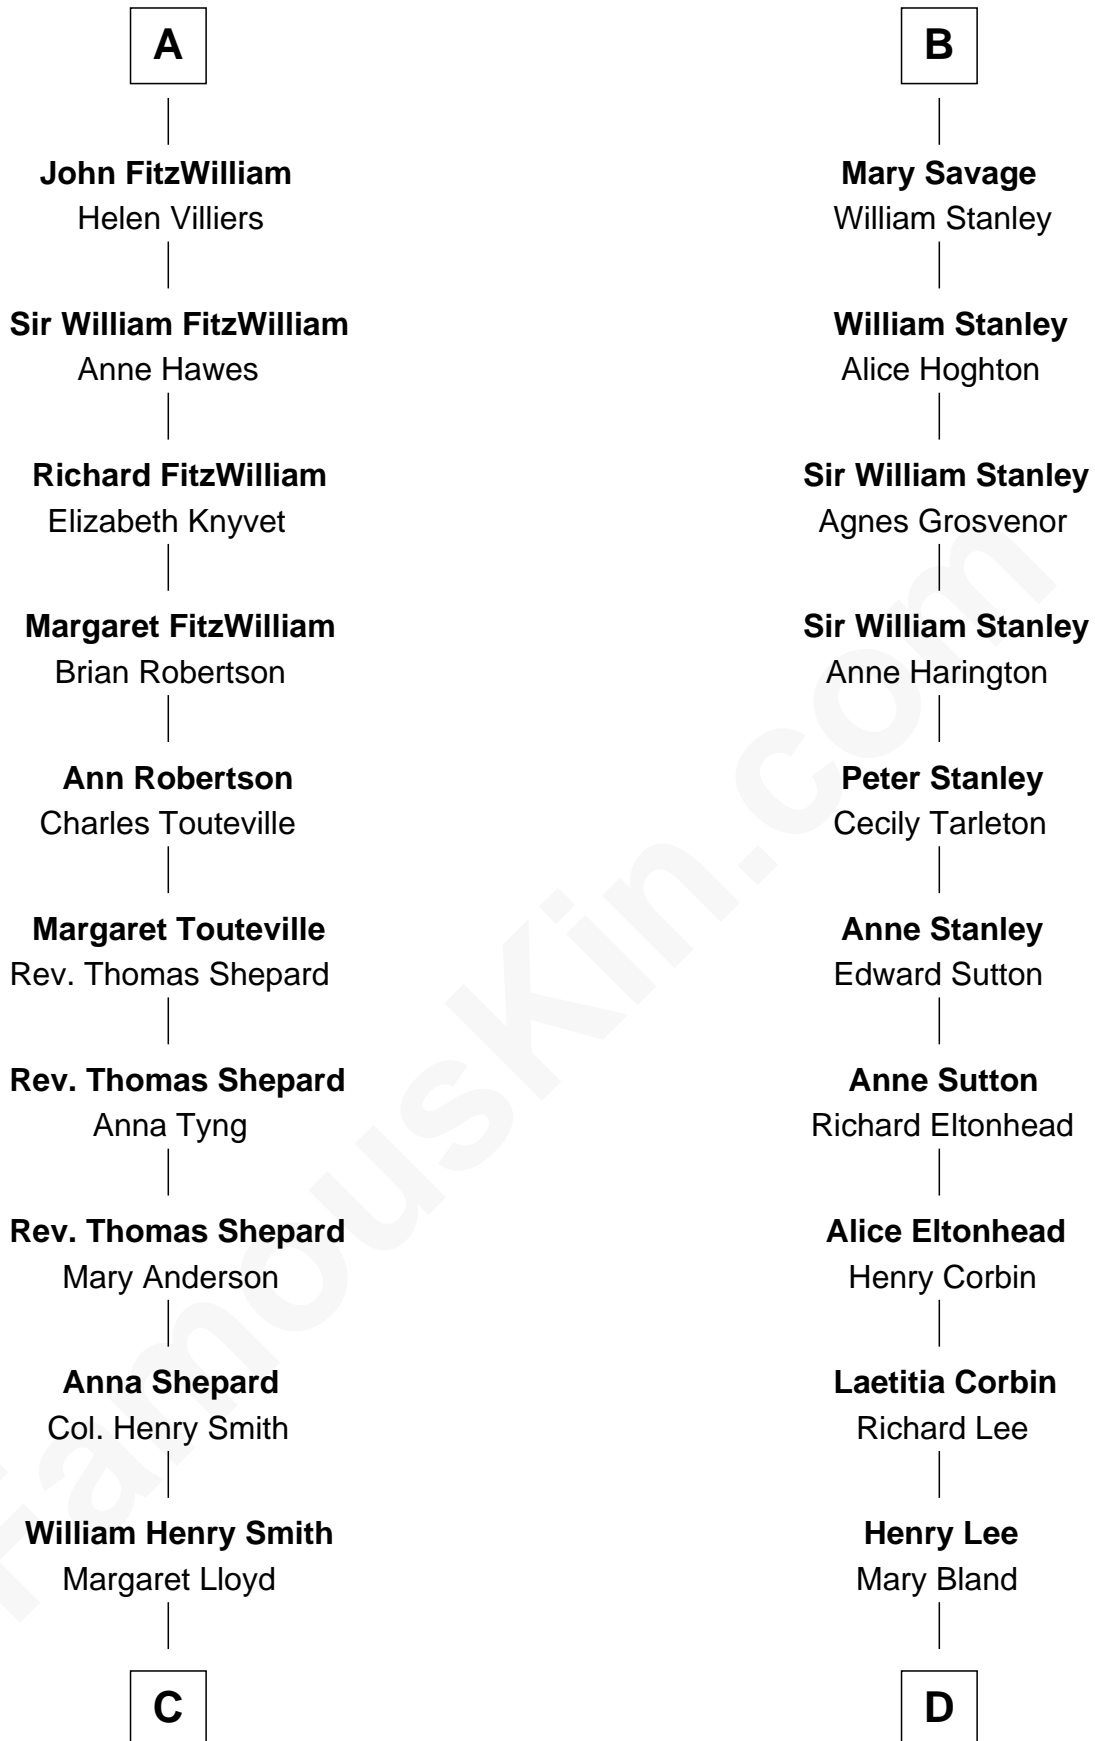 A
John FitzWilliam
Helen Villiers
Sir William FitzWilliam
Anne Hawes
Richard FitzWilliam
Elizabeth Knyvet
Margaret FitzWilliam
Brian Robertson
Ann Robertson
Charles Touteville
Margaret Touteville
Rev. Thomas Shepard
Rev. Thomas Shepard
Anna Tyng
Rev. Thomas Shepard
Mary Anderson
Anna Shepard
Col. Henry Smith
William Henry Smith
Margaret Lloyd
C
B
Mary Savage
William Stanley
William Stanley
Alice Hoghton
Sir William Stanley
Agnes Grosvenor
Sir William Stanley
Anne Harington
Peter Stanley
Cecily Tarleton
Anne Stanley
Edward Sutton
Anne Sutton
Richard Eltonhead
Alice Eltonhead
Henry Corbin
Laetitia Corbin
Richard Lee
Henry Lee
Mary Bland
D
FamousKin.com